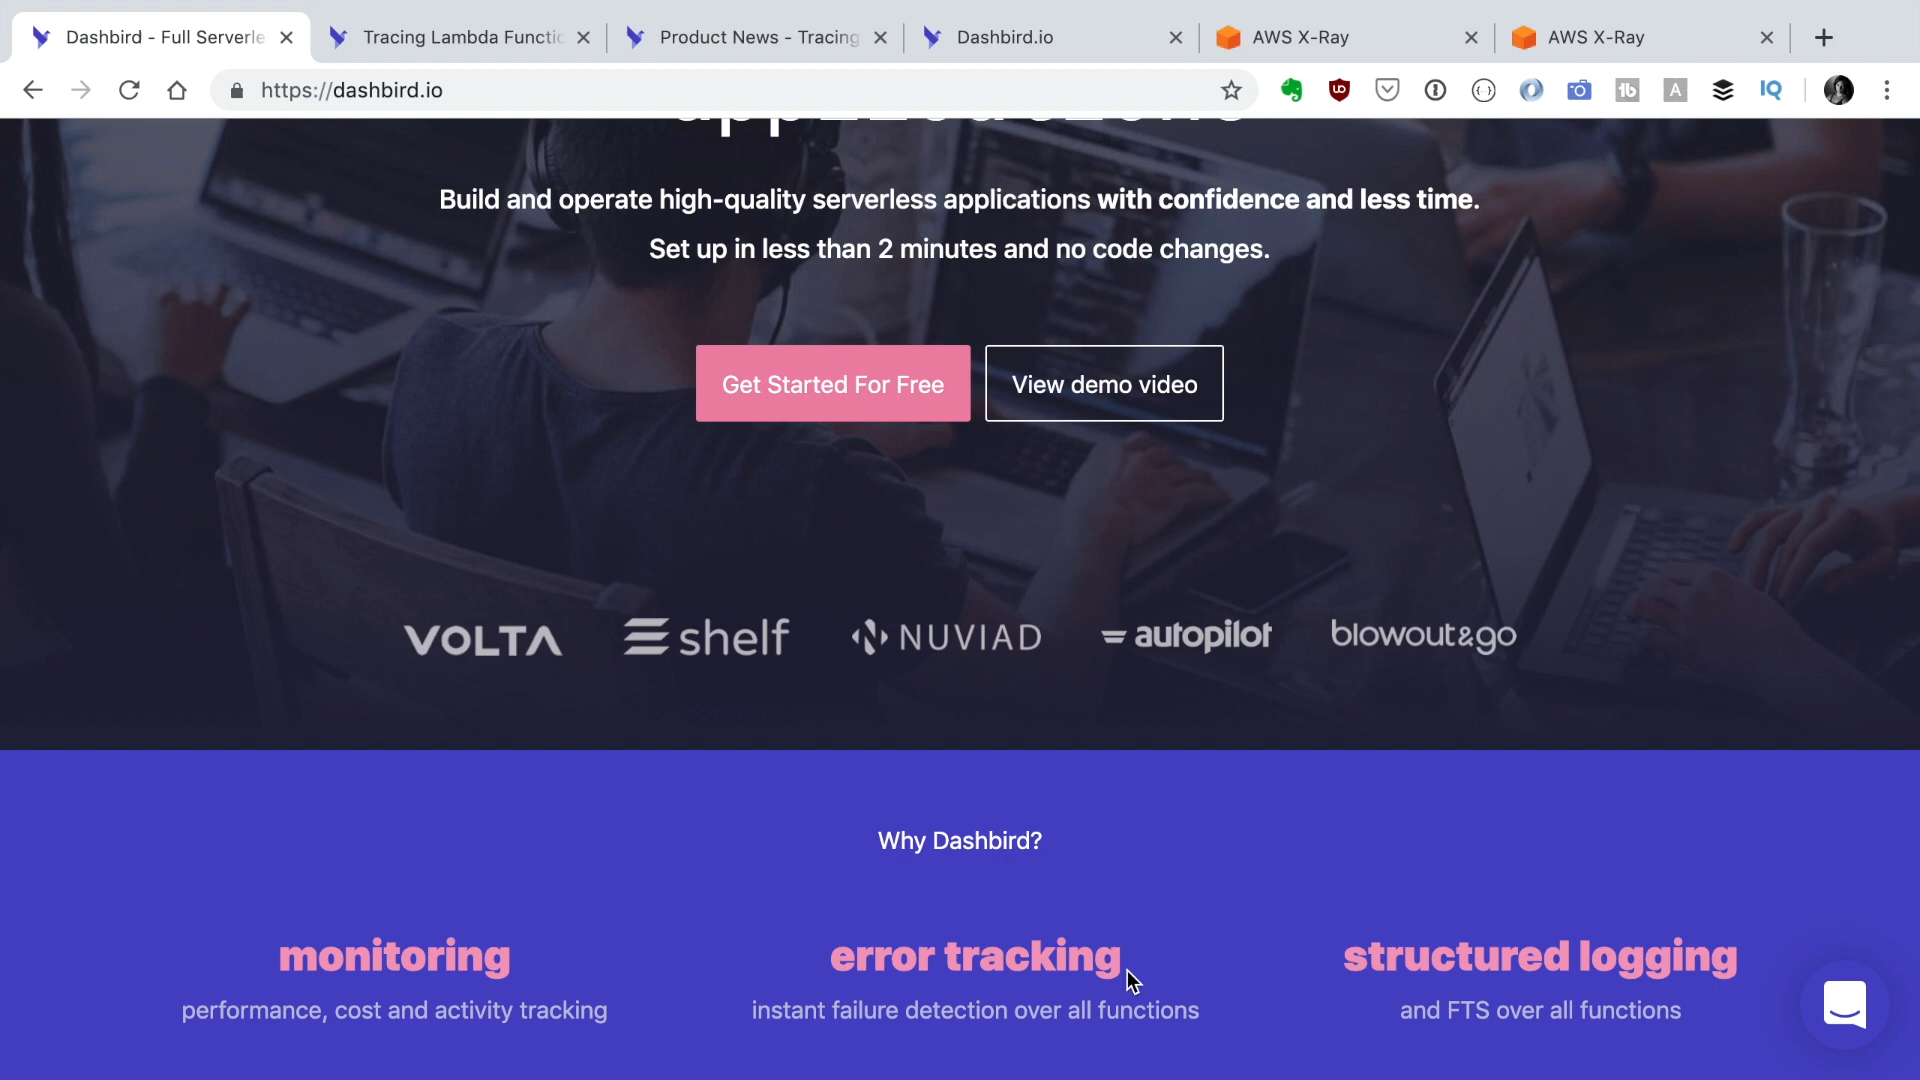 Dashbird - Full Serverle
Tracing Lambda Functio
Product News - Tracing
Dashbird.io
AWS X-Ray
AWS X-Ray
https://dashbird.io
Build and operate high-quality serverless applications with confidence and less time.
Set up in less than 2 minutes and no code changes.
Get Started For Free
View demo video
VOLTA
shelf
NUVIAD
autopilot
blowout&go
Why Dashbird?
monitoring
error tracking
structured logging
performance, cost and activity tracking
instant failure detection over all functions
and FTS over all functions